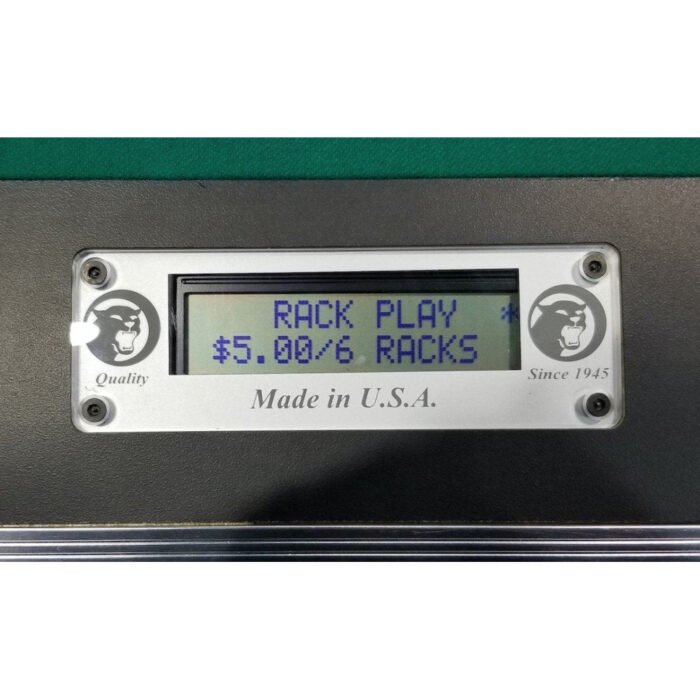 RACK PLAY *
$5.00/6 RACKS
Quality
Since 1945
Made in U.S.A.